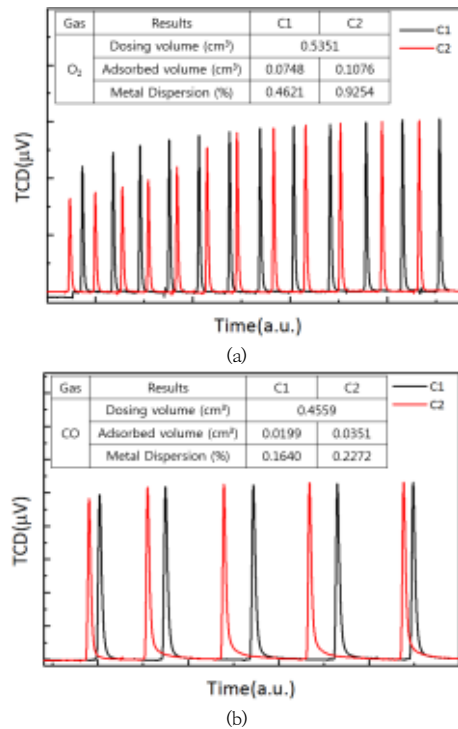 Gas Results C1 C2
Dosing volume (cm³) 0.5351
O₂ Adsorbed volume (cm³) 0.0748 0.1076
Metal Dispersion (%) 0.4621 0.9254
C1
C2
TCD(μV)
Time(a.u.)
(a)
Gas Results C1 C2
Dosing volume (cm³) 0.4559
CO Adsorbed volume (cm³) 0.0199 0.0351
Metal Dispersion (%) 0.1640 0.2272
C1
C2
TCD(μV)
Time(a.u.)
(b)